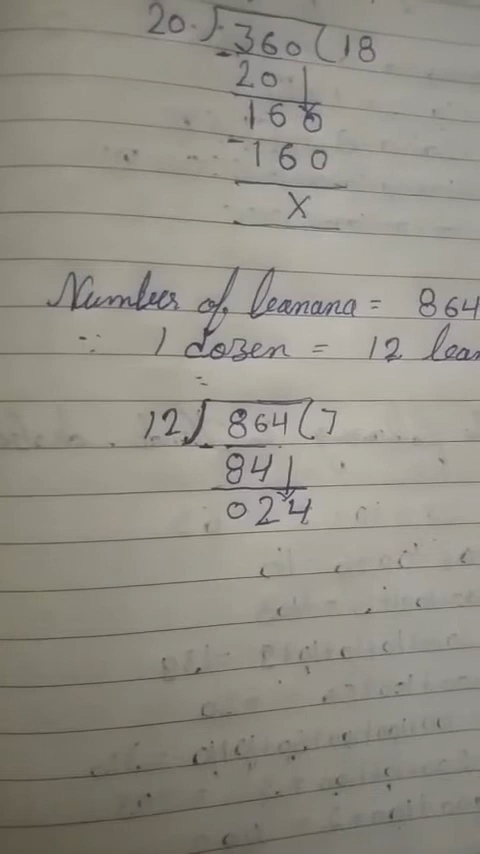 20 ) 360 ( 18
- 20
160
- 160
X
Number of banana = 864
∵ 1 dozen = 12
=
12 ) 864 ( 7
84
024